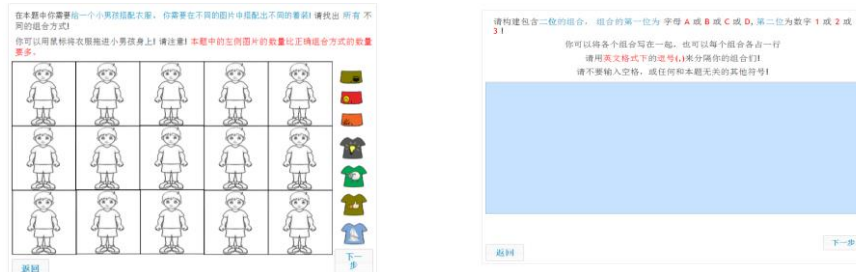 在本题中你需要给一个小男孩搭配衣服。 你需要在不同的图片中搭配出不同的着装! 请找出 所有 不
同的组合方式!
你可以用鼠标将衣服拖进小男孩身上! 请注意! 本题中的左侧图片的数量比正确组合方式的数量
要多。
返回
下一
步
请构建包含二位的组合。 组合的第一位为 字母 A 或 B 或 C 或 D, 第二位为数字 1 或 2 或
3 !
你可以将各个组合写在一起, 也可以每个组合各占一行
请用英文格式下的逗号(,)来分隔你的组合们!
请不要输入空格, 或任何和本题无关的其他符号!
返回
下一步